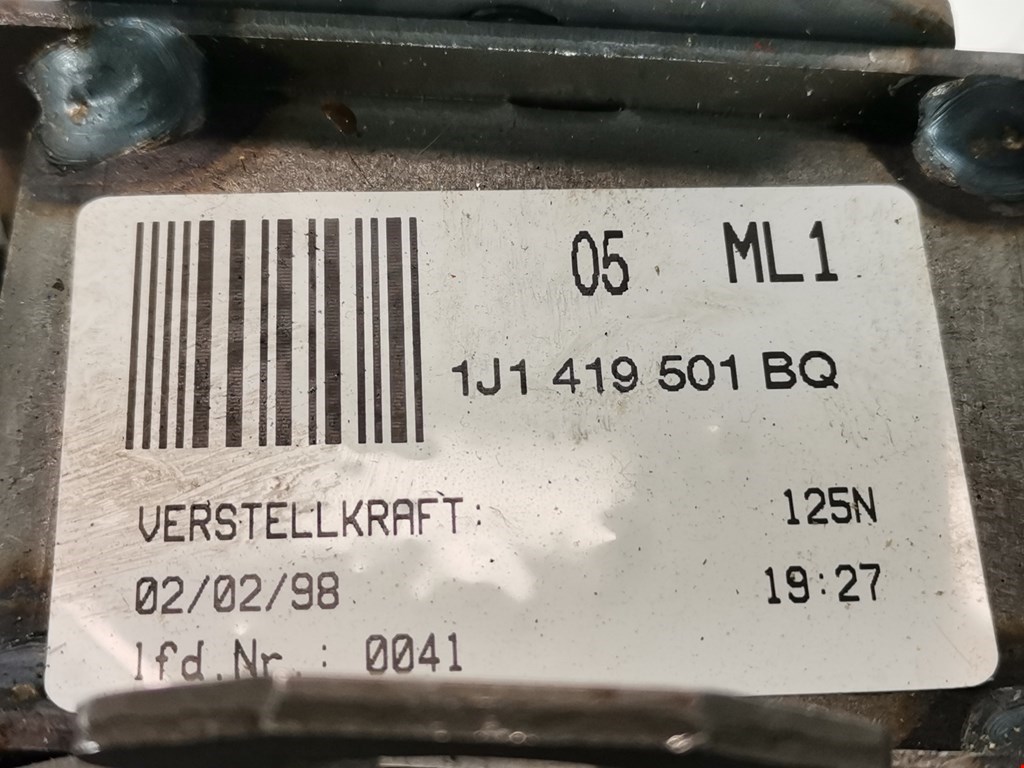 05 ML1
1J1 419 501 BQ
VERSTELLKRAFT: 125N
02/02/98 19:27
lfd.Nr. : 0041